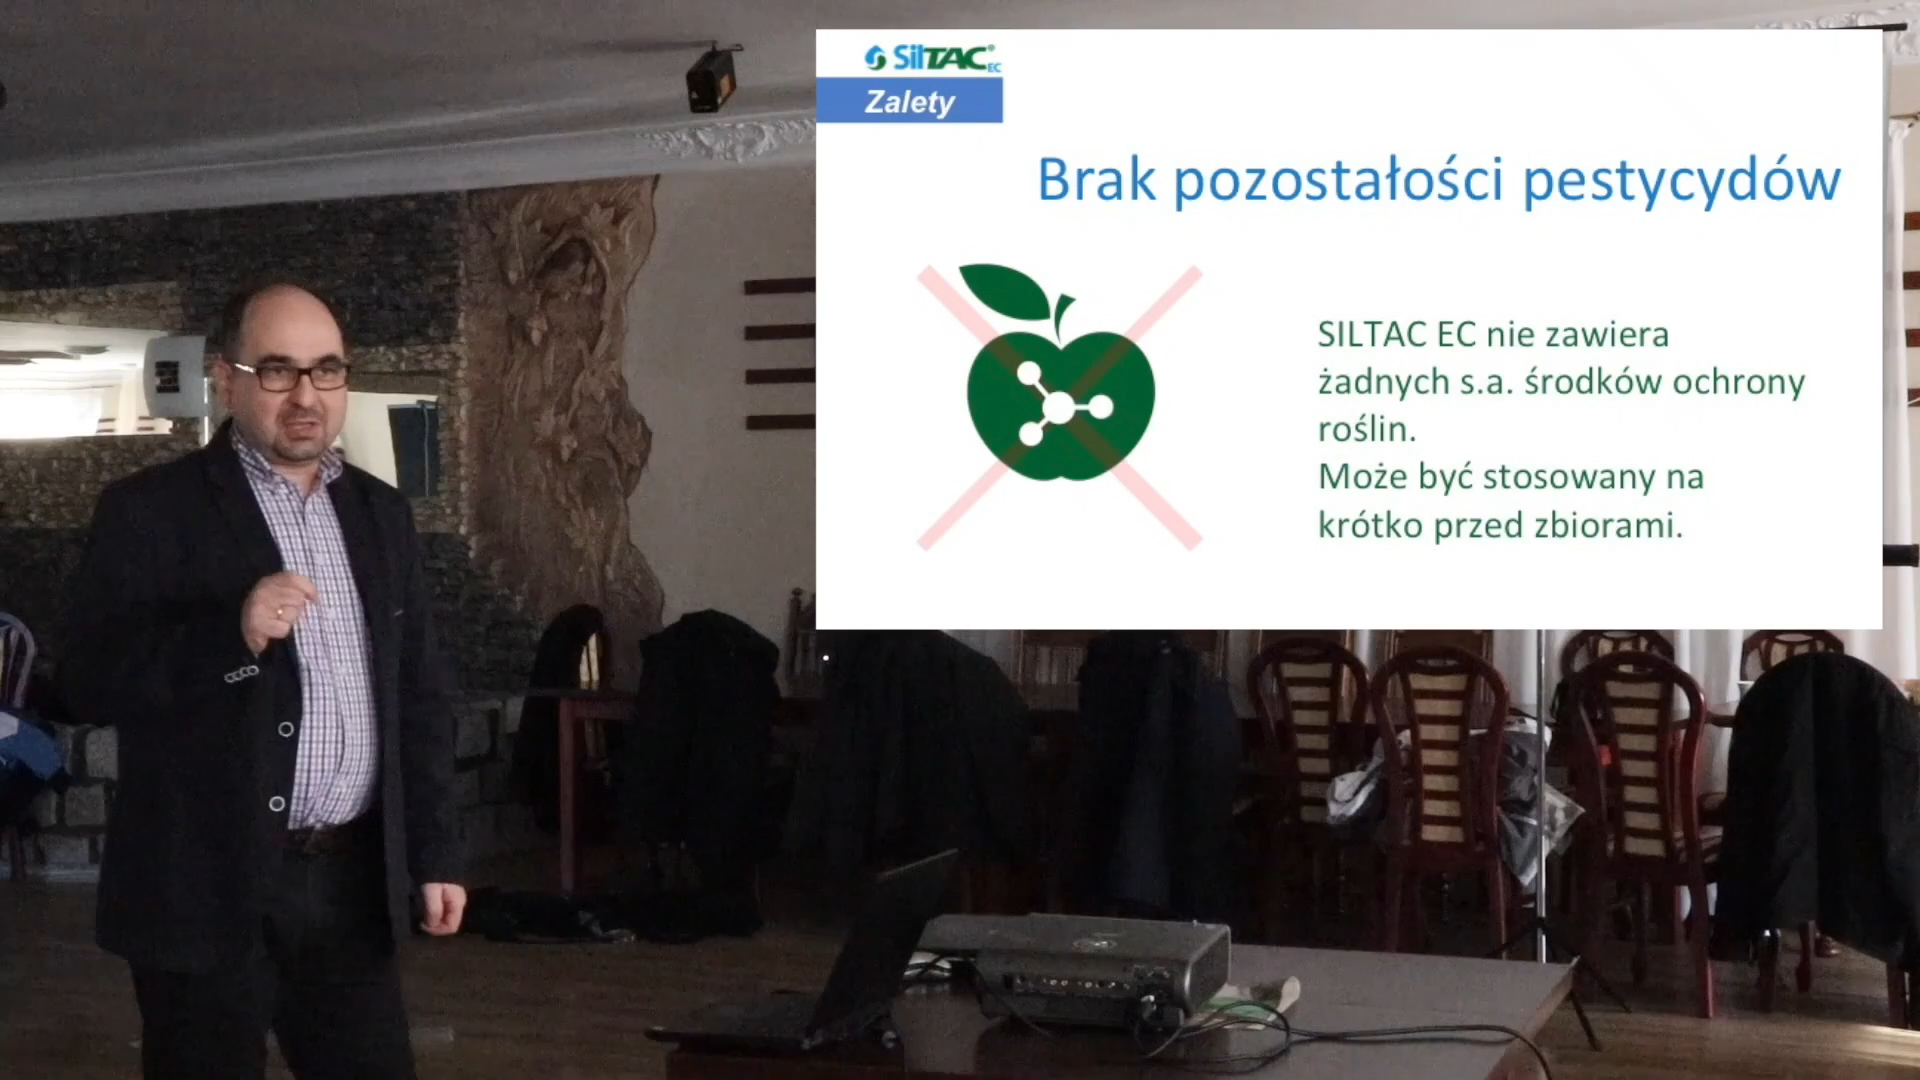 SilTAC® EC
Zalety
Brak pozostałości pestycydów
SILTAC EC nie zawiera
żadnych s.a. środków ochrony
roślin.
Może być stosowany na
krótko przed zbiorami.